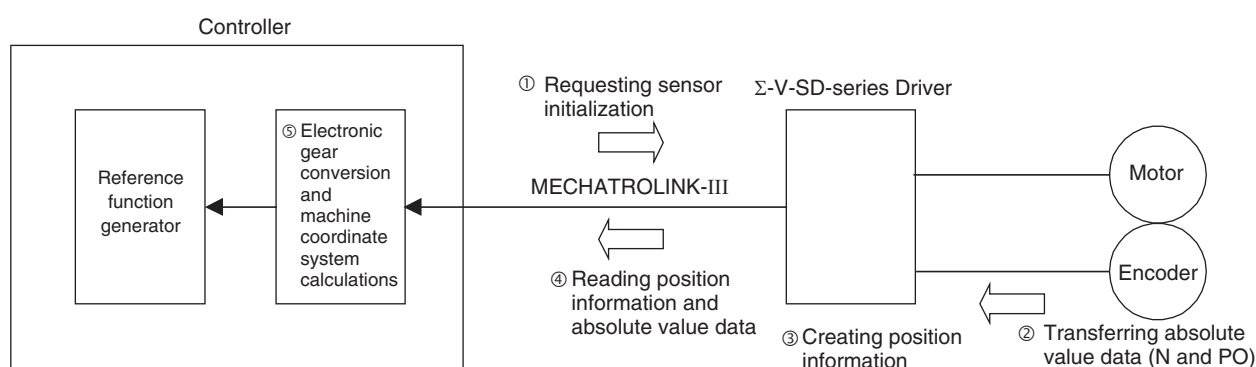 Controller
① Requesting sensor
initialization
Σ-V-SD-series Driver
Reference
function
generator
⑤ Electronic
gear
conversion
and
machine
coordinate
system
calculations
MECHATROLINK-III
Motor
Encoder
④ Reading position
information and
absolute value data
③ Creating position
information
② Transferring absolute
value data (N and PO)